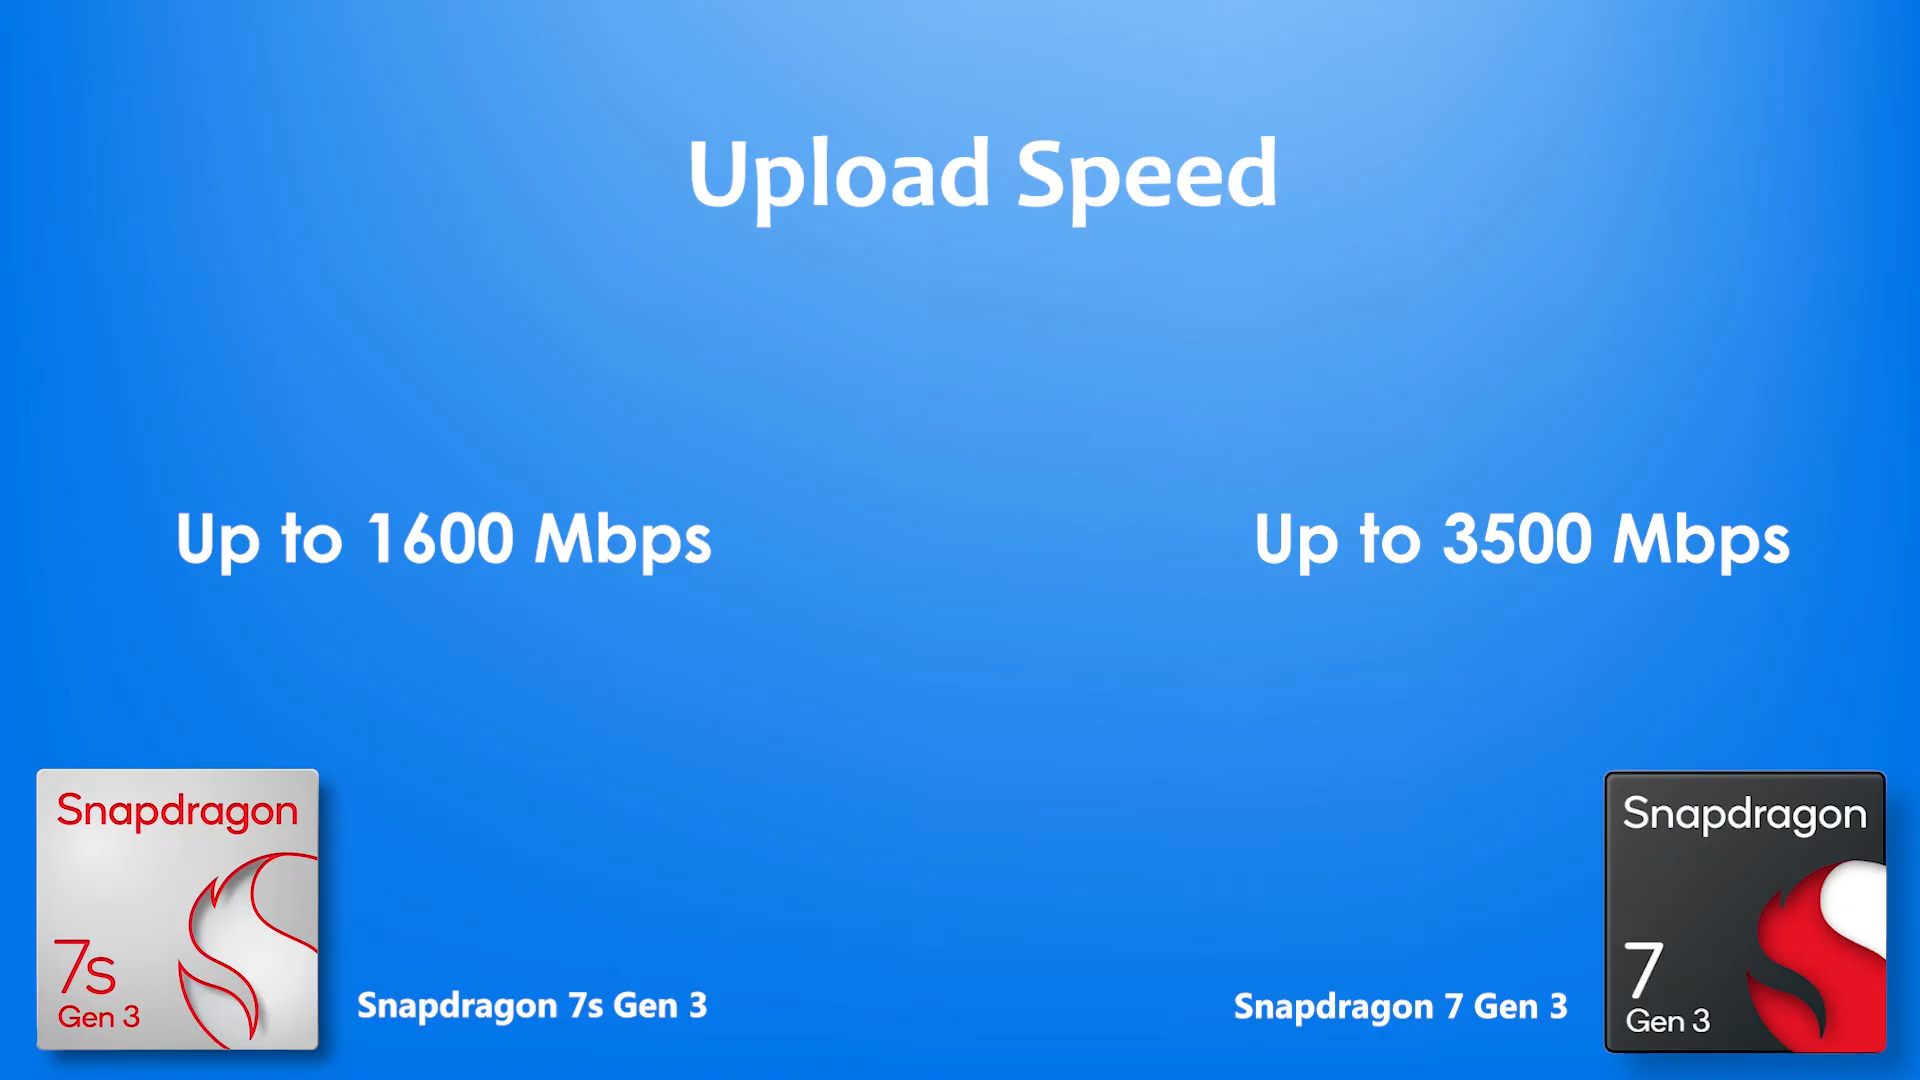 Upload Speed
Up to 1600 Mbps
Up to 3500 Mbps
Snapdragon
7s
Gen 3
Snapdragon 7s Gen 3
Snapdragon 7 Gen 3
Snapdragon
7
Gen 3